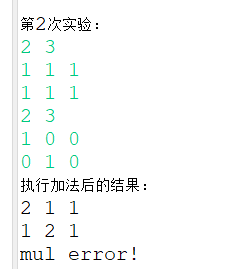 第2次实验：
2 3
1 1 1
1 1 1
2 3
1 0 0
0 1 0
执行加法后的结果：
2 1 1
1 2 1
mul error!